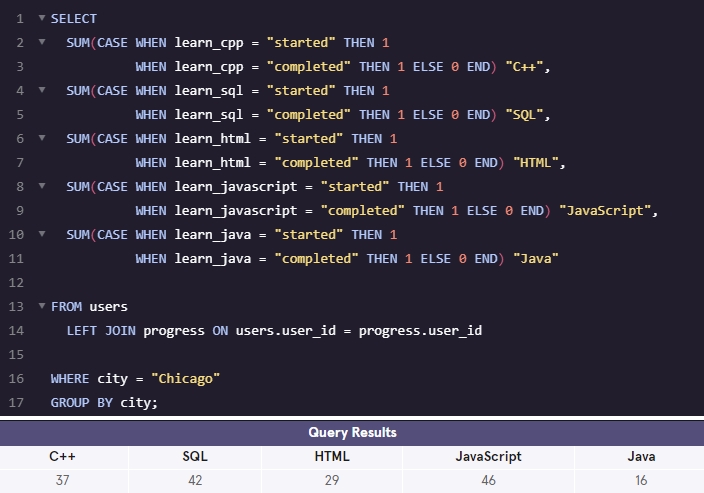 1 SELECT
2 SUM(CASE WHEN learn_cpp = "started" THEN 1
3 WHEN learn_cpp = "completed" THEN 1 ELSE 0 END) "C++",
4 SUM(CASE WHEN learn_sql = "started" THEN 1
5 WHEN learn_sql = "completed" THEN 1 ELSE 0 END) "SQL",
6 SUM(CASE WHEN learn_html = "started" THEN 1
7 WHEN learn_html = "completed" THEN 1 ELSE 0 END) "HTML",
8 SUM(CASE WHEN learn_javascript = "started" THEN 1
9 WHEN learn_javascript = "completed" THEN 1 ELSE 0 END) "JavaScript",
10 SUM(CASE WHEN learn_java = "started" THEN 1
11 WHEN learn_java = "completed" THEN 1 ELSE 0 END) "Java"
12
13 FROM users
14 LEFT JOIN progress ON users.user_id = progress.user_id
15
16 WHERE city = "Chicago"
17 GROUP BY city;
Query Results
C++ SQL HTML JavaScript Java
37 42 29 46 16